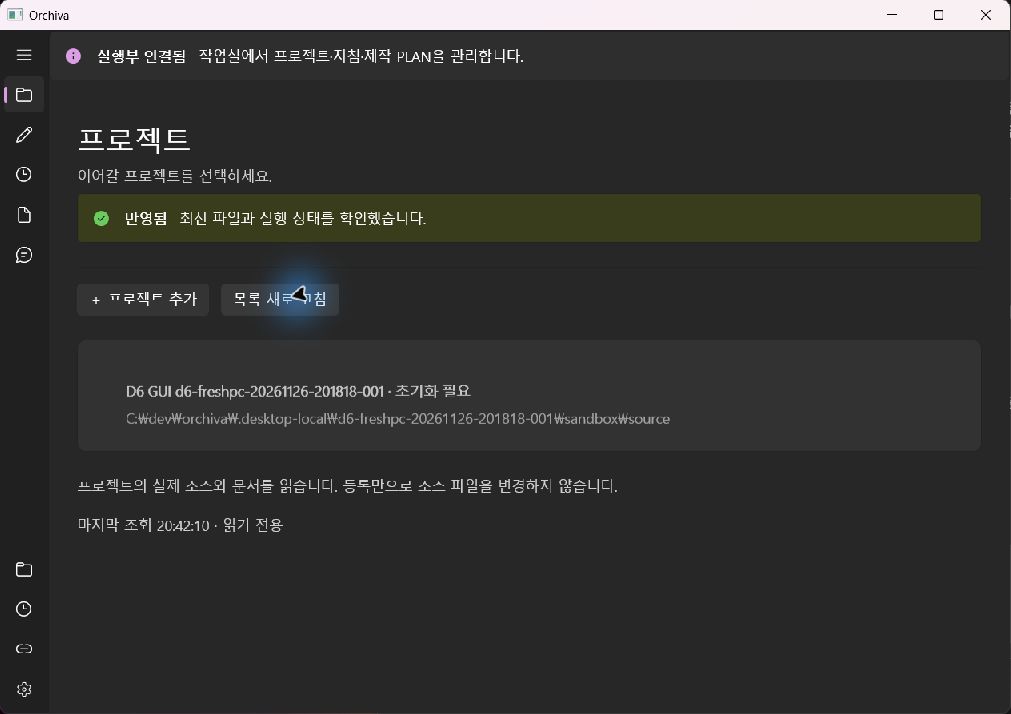 Orchiva
실행부 연결됨 작업실에서 프로젝트·지침·제작 PLAN을 관리합니다.
프로젝트
이어갈 프로젝트를 선택하세요.
반영됨 최신 파일과 실행 상태를 확인했습니다.
+ 프로젝트 추가
목록 새로고침
D6 GUI d6-freshpc-20261126-201818-001 · 초기화 필요
C:₩dev₩orchiva₩.desktop-local₩d6-freshpc-20261126-201818-001₩sandbox₩source
프로젝트의 실제 소스와 문서를 읽습니다. 등록만으로 소스 파일을 변경하지 않습니다.
마지막 조회 20:42:10 · 읽기 전용